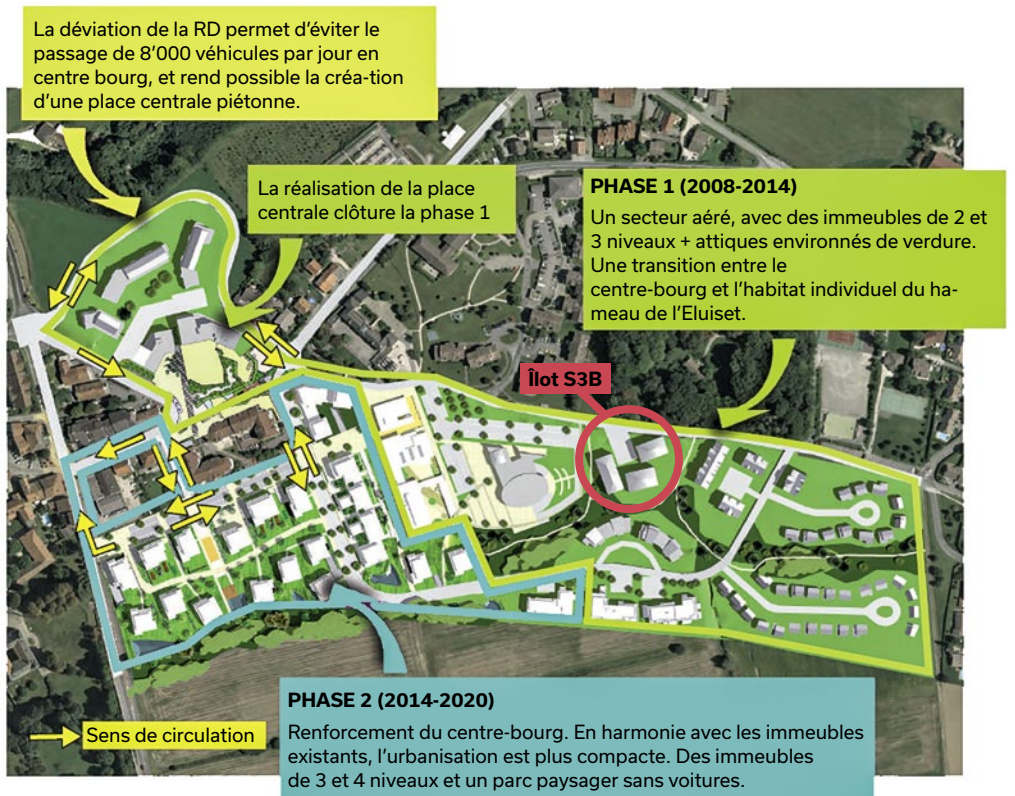 La déviation de la RD permet d'éviter le
passage de 8'000 véhicules par jour en
centre bourg, et rend possible la créa-tion
d'une place centrale piétonne.
La réalisation de la place
centrale clôture la phase 1
PHASE 1 (2008-2014)
Un secteur aéré, avec des immeubles de 2 et
3 niveaux + attiques environnés de verdure.
Une transition entre le
centre-bourg et l'habitat individuel du ha-
meau de l'Eluiset.
Îlot S3B
PHASE 2 (2014-2020)
Renforcement du centre-bourg. En harmonie avec les immeubles
existants, l'urbanisation est plus compacte. Des immeubles
de 3 et 4 niveaux et un parc paysager sans voitures.
Sens de circulation